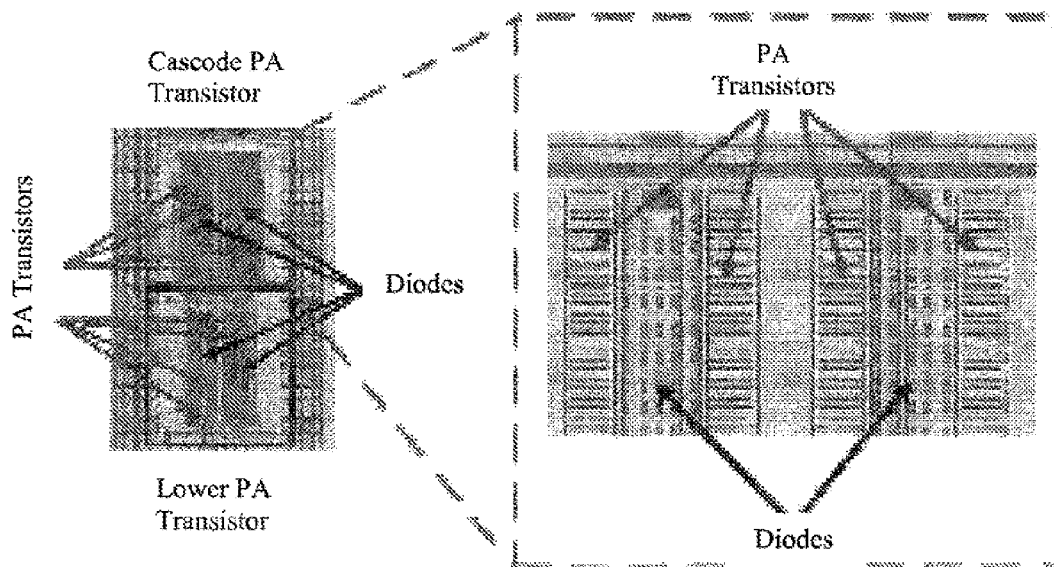 Cascode PA
Transistor
PA Transistors
Diodes
Lower PA
Transistor
PA
Transistors
Diodes